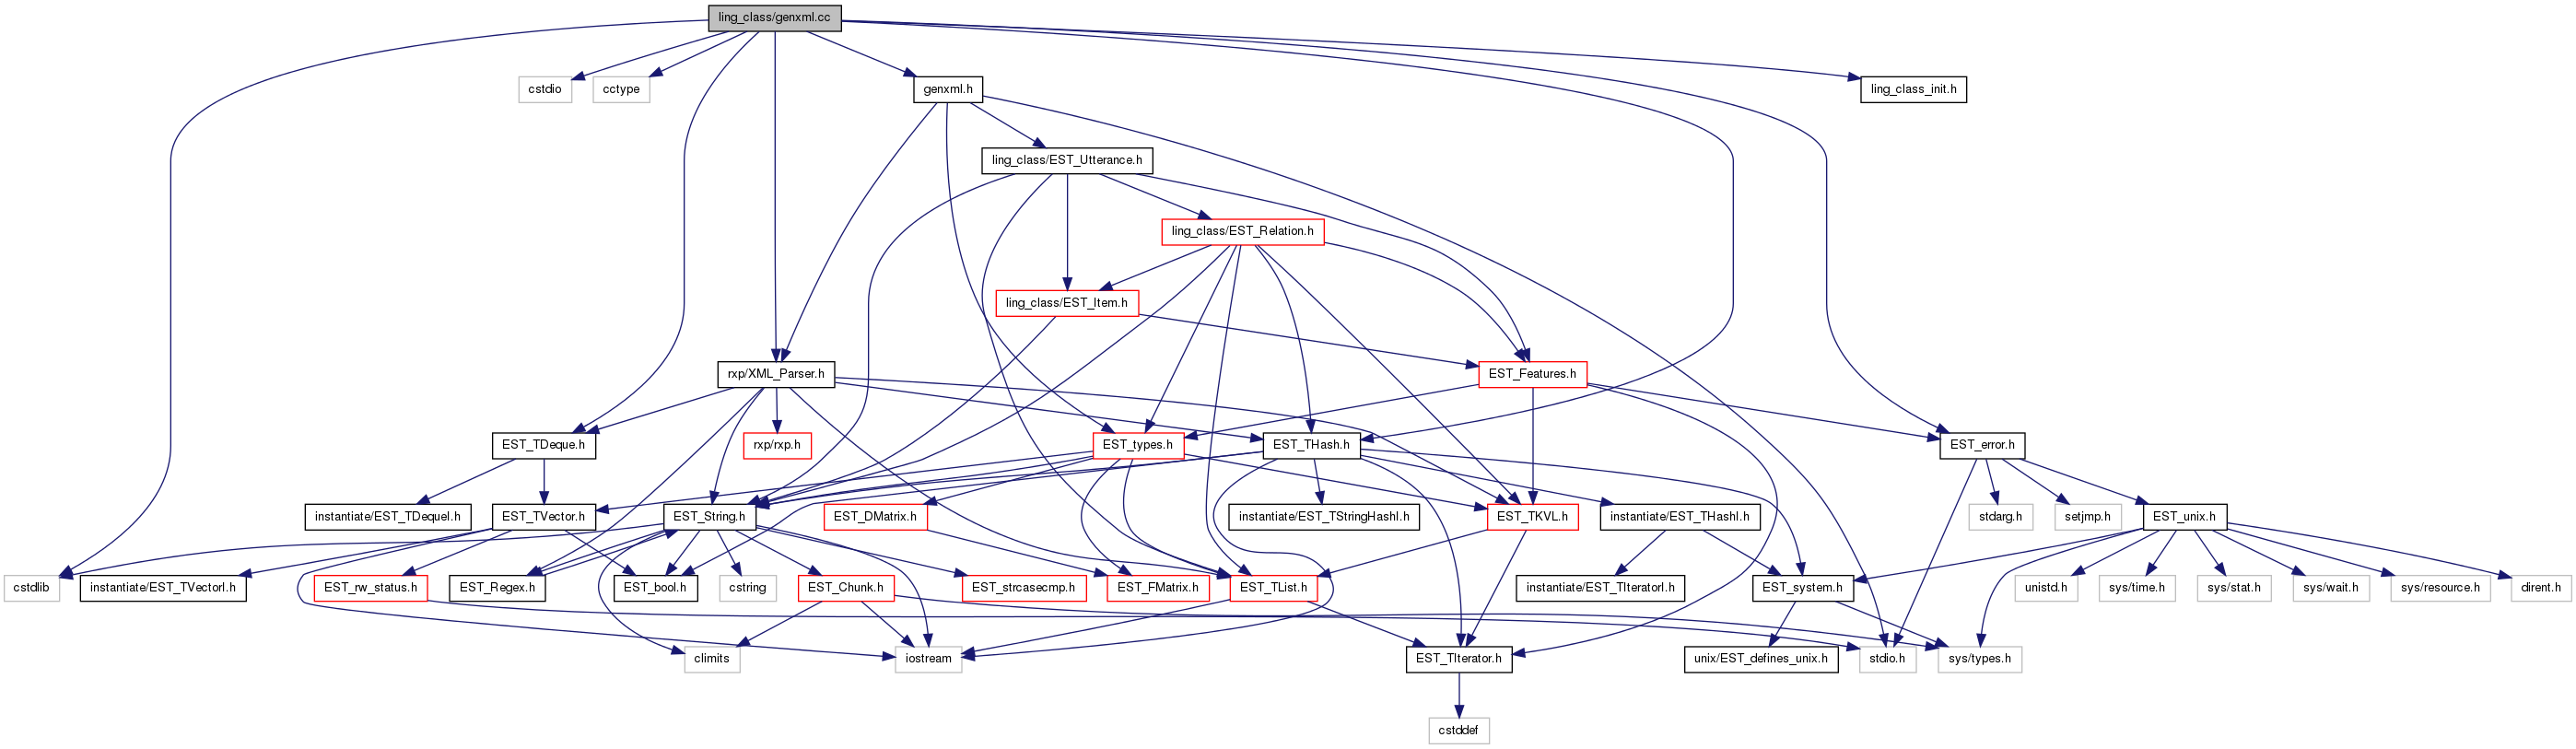 ling_class/genxml.cc
cstdio
cctype
genxml.h
ling_class_init.h
ling_class/EST_Utterance.h
ling_class/EST_Relation.h
ling_class/EST_Item.h
rxp/XML_Parser.h
EST_Features.h
EST_TDeque.h
rxp/rxp.h
EST_types.h
EST_THash.h
EST_error.h
instantiate/EST_TDequeI.h
EST_TVector.h
EST_String.h
EST_DMatrix.h
instantiate/EST_TStringHashI.h
EST_TKVL.h
instantiate/EST_THashI.h
stdarg.h
setjmp.h
EST_unix.h
cstdlib
instantiate/EST_TVectorI.h
EST_rw_status.h
EST_Regex.h
EST_bool.h
cstring
EST_Chunk.h
EST_strcasecmp.h
EST_FMatrix.h
EST_TList.h
instantiate/EST_TIteratorI.h
EST_system.h
unistd.h
sys/time.h
sys/stat.h
sys/wait.h
sys/resource.h
dirent.h
climits
iostream
EST_TIterator.h
unix/EST_defines_unix.h
stdio.h
sys/types.h
cstddef